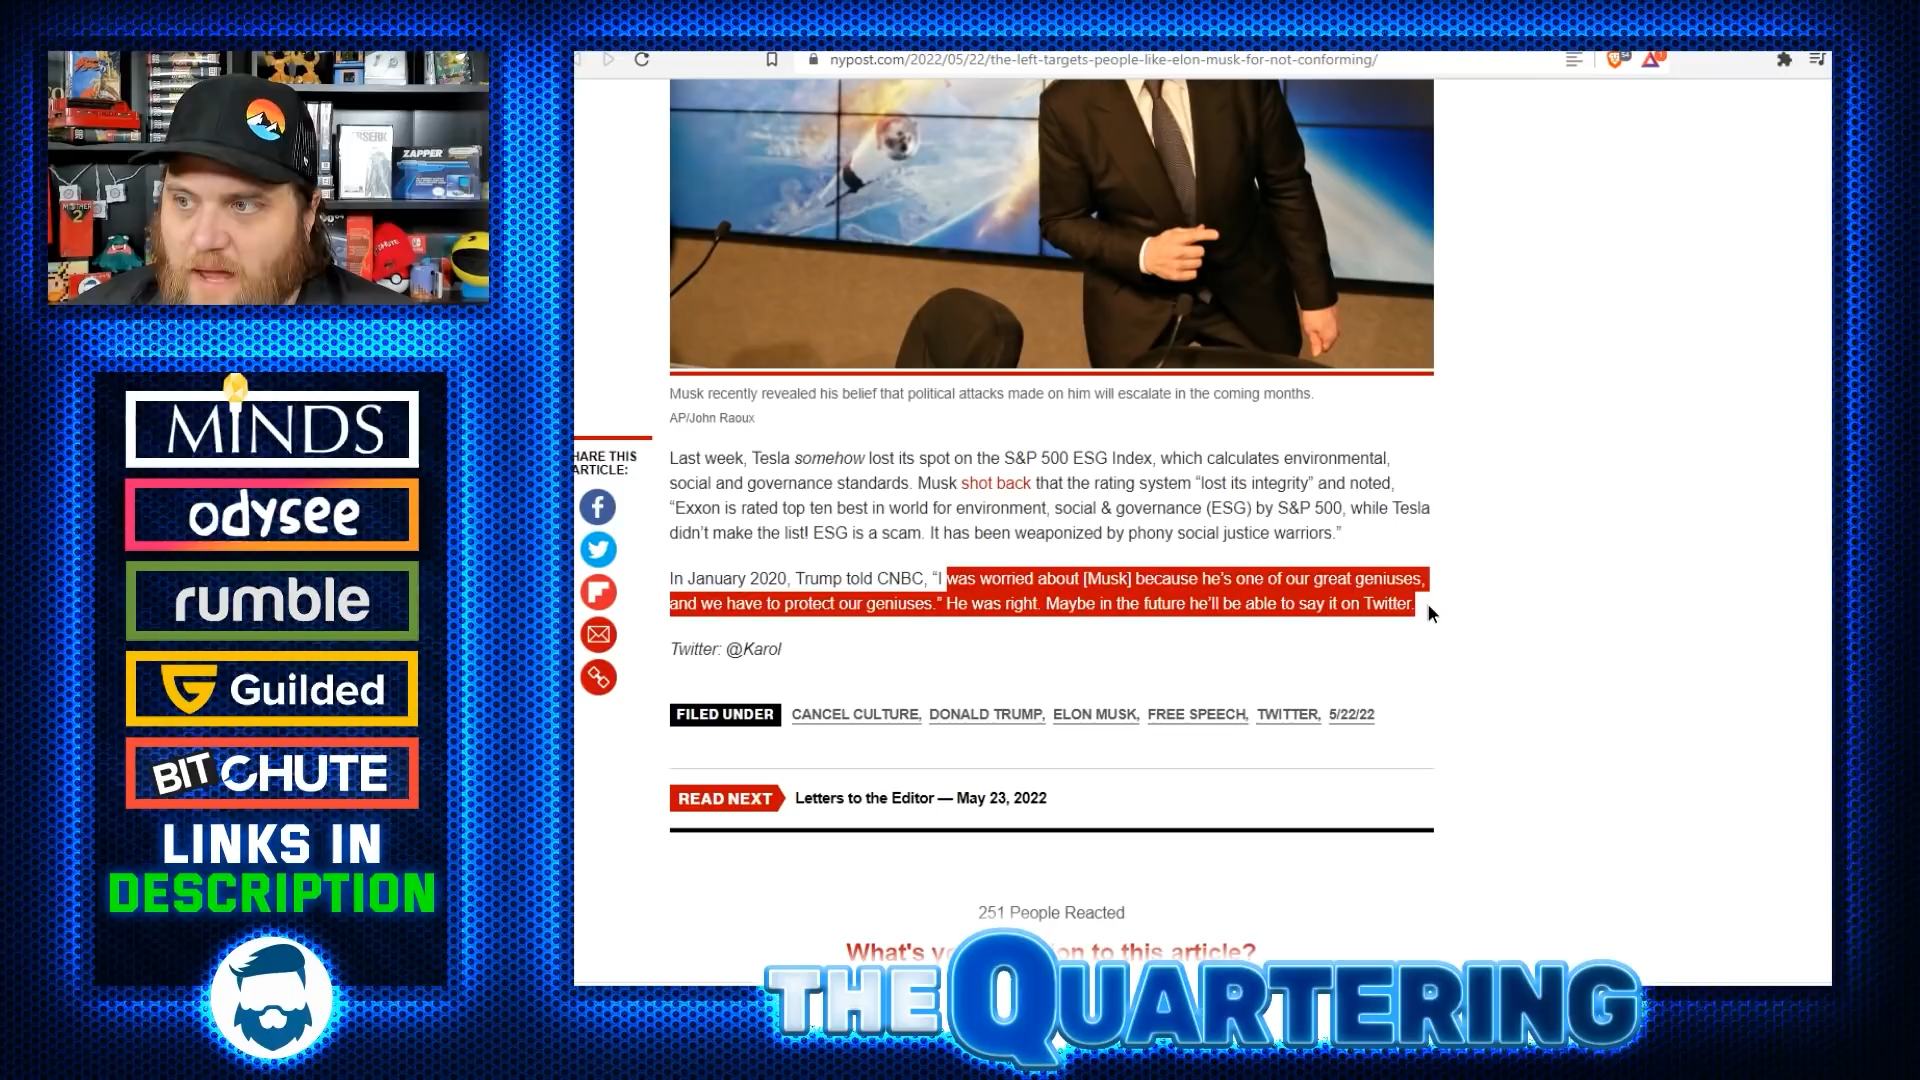 nypost.com/2022/05/22/the-left-targets-people-like-elon-musk-for-not-conforming/
ZAPPER
MOTHER
2
MINDS
odysee
rumble
Guilded
BITCHUTE
LINKS IN
DESCRIPTION
Musk recently revealed his belief that political attacks made on him will escalate in the coming months.
AP/John Raoux
HARE THIS
ARTICLE:
Last week, Tesla somehow lost its spot on the S&P 500 ESG Index, which calculates environmental,
social and governance standards. Musk shot back that the rating system “lost its integrity” and noted,
“Exxon is rated top ten best in world for environment, social & governance (ESG) by S&P 500, while Tesla
didn’t make the list! ESG is a scam. It has been weaponized by phony social justice warriors.”
In January 2020, Trump told CNBC, “I was worried about [Musk] because he’s one of our great geniuses,
and we have to protect our geniuses.” He was right. Maybe in the future he’ll be able to say it on Twitter.
Twitter: @Karol
FILED UNDER CANCEL CULTURE, DONALD TRUMP, ELON MUSK, FREE SPEECH, TWITTER, 5/22/22
READ NEXT Letters to the Editor — May 23, 2022
251 People Reacted
What's y on to this article?
THE QUARTERING